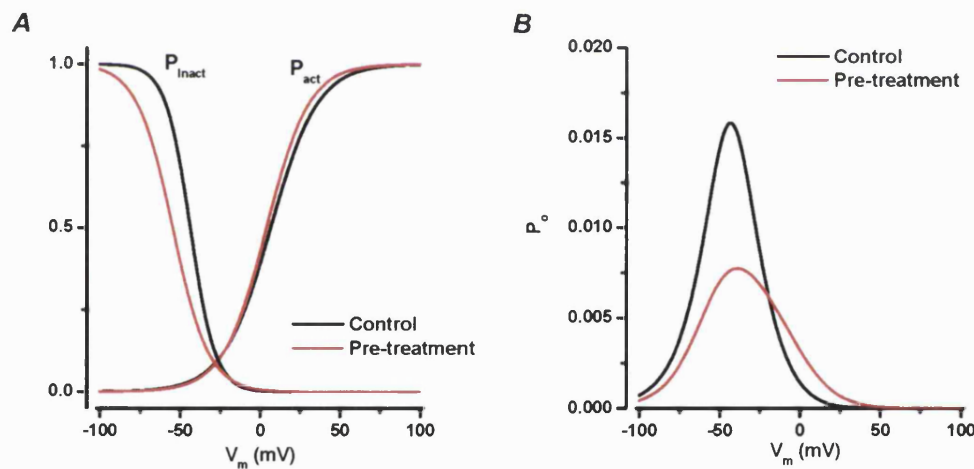 A
P_inact
P_act
1.0
0.5
0.0
Control
Pre-treatment
-100
-50
0
50
100
V_m (mV)
B
0.020
0.015
0.010
0.005
0.000
P_o
Control
Pre-treatment
-100
-50
0
50
100
V_m (mV)